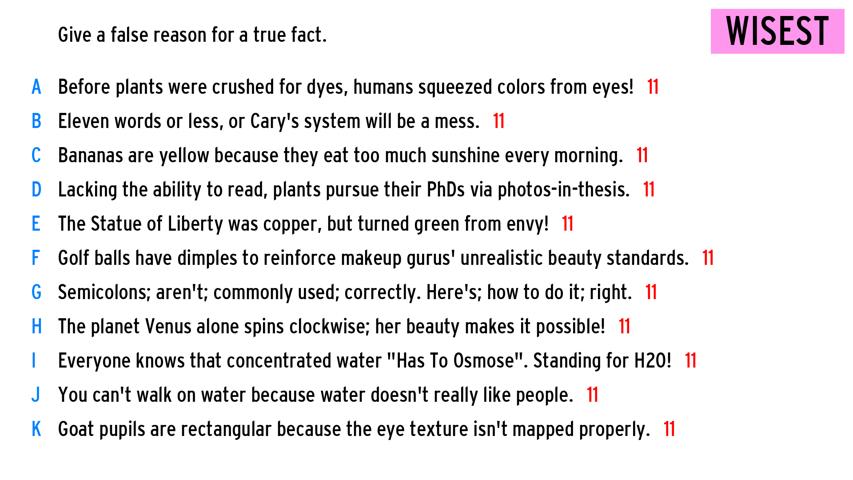 Give a false reason for a true fact.
WISEST
A Before plants were crushed for dyes, humans squeezed colors from eyes! 11
B Eleven words or less, or Cary's system will be a mess. 11
C Bananas are yellow because they eat too much sunshine every morning. 11
D Lacking the ability to read, plants pursue their PhDs via photos-in-thesis. 11
E The Statue of Liberty was copper, but turned green from envy! 11
F Golf balls have dimples to reinforce makeup gurus' unrealistic beauty standards. 11
G Semicolons; aren't; commonly used; correctly. Here's; how to do it; right. 11
H The planet Venus alone spins clockwise; her beauty makes it possible! 11
I Everyone knows that concentrated water "Has To Osmose". Standing for H2O! 11
J You can't walk on water because water doesn't really like people. 11
K Goat pupils are rectangular because the eye texture isn't mapped properly. 11